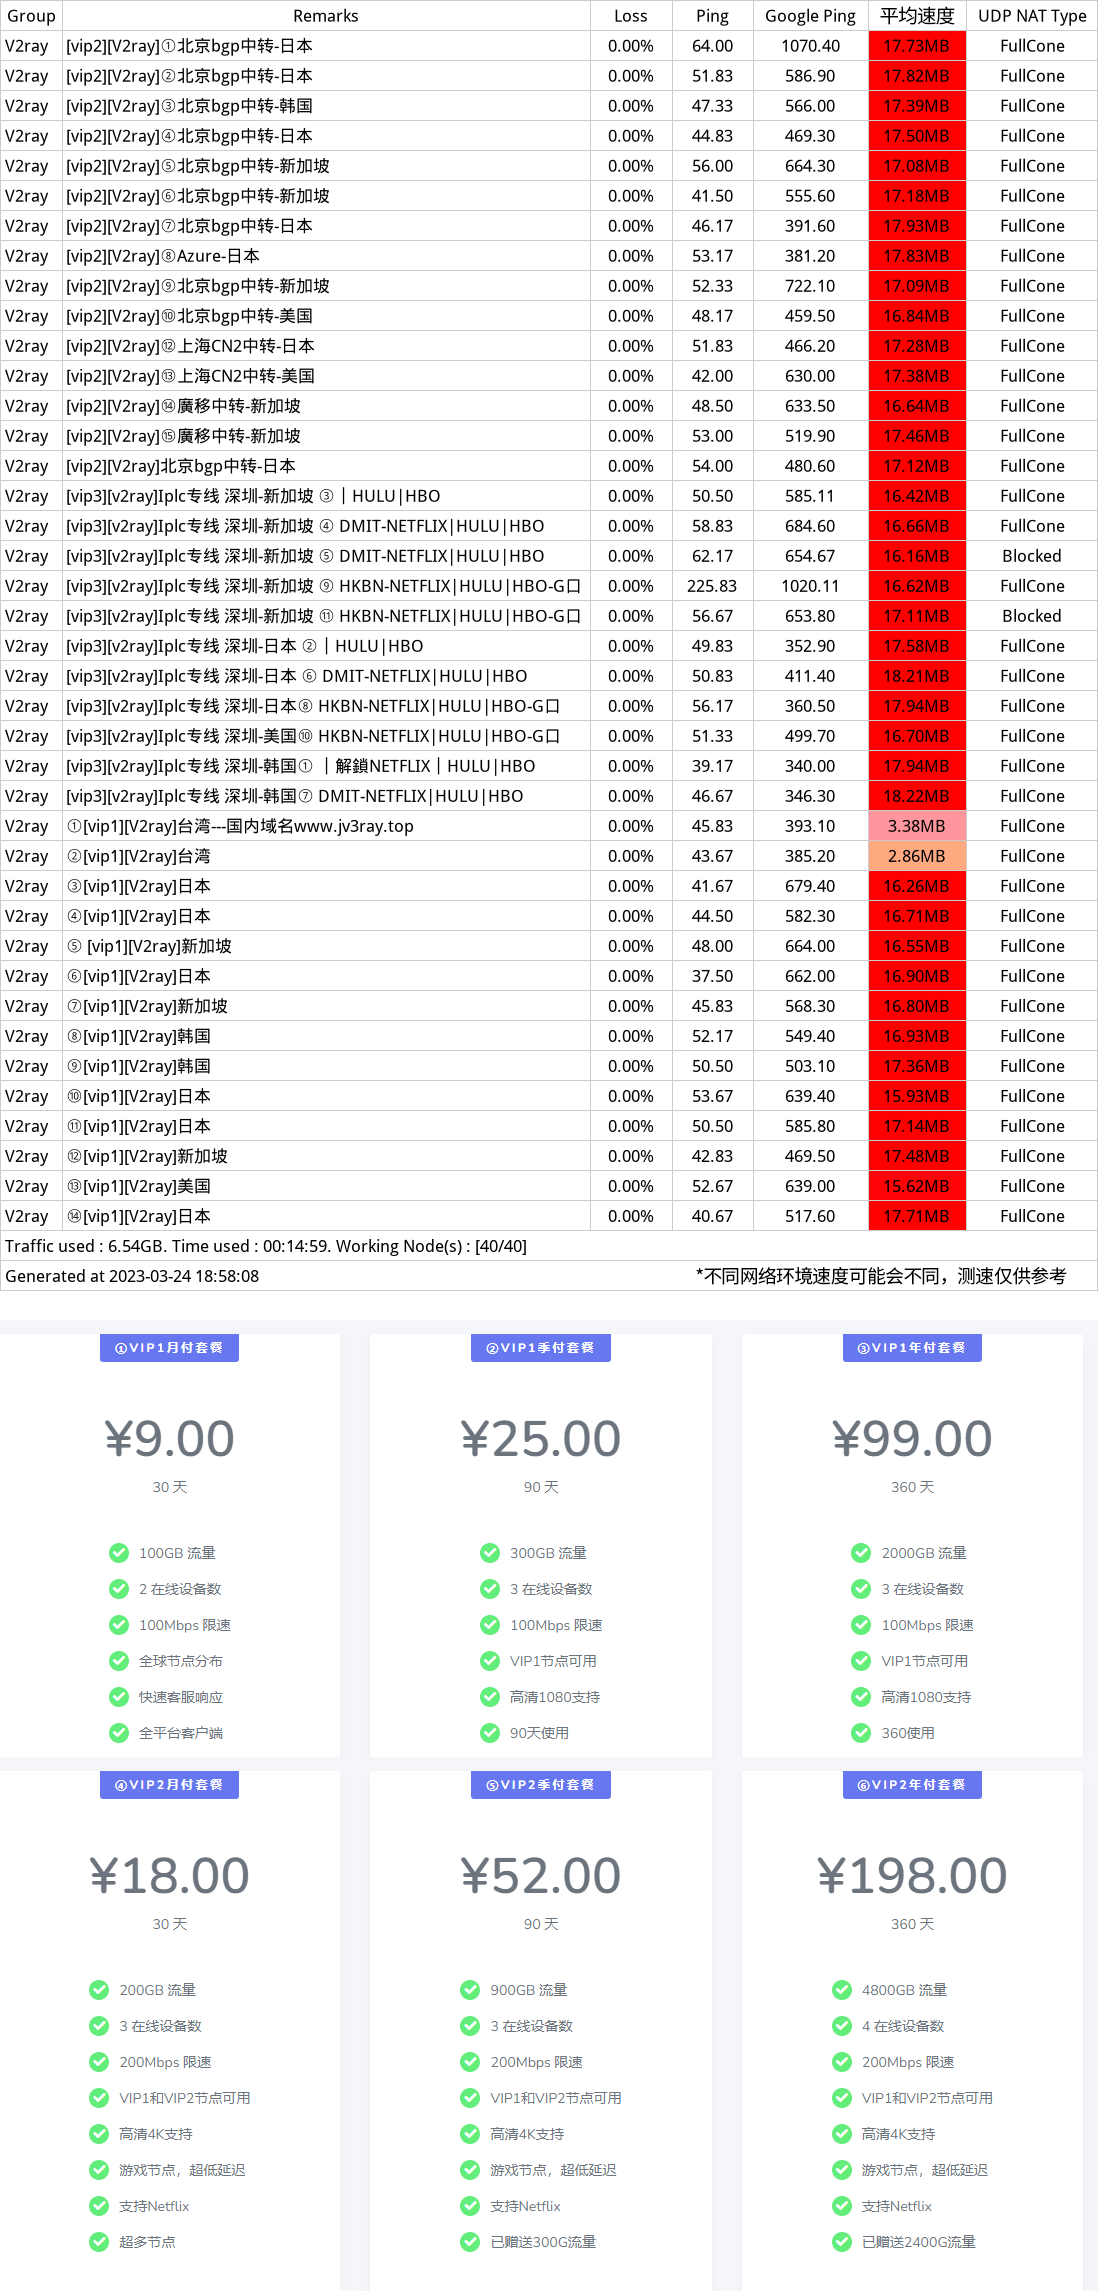 Group Remarks Loss Ping Google Ping 平均速度 UDP NAT Type
V2ray [vip2][V2ray]①北京bgp中转-日本 0.00% 64.00 1070.40 17.73MB FullCone
V2ray [vip2][V2ray]②北京bgp中转-日本 0.00% 51.83 586.90 17.82MB FullCone
V2ray [vip2][V2ray]③北京bgp中转-韩国 0.00% 47.33 566.00 17.39MB FullCone
V2ray [vip2][V2ray]④北京bgp中转-日本 0.00% 44.83 469.30 17.50MB FullCone
V2ray [vip2][V2ray]⑤北京bgp中转-新加坡 0.00% 56.00 664.30 17.08MB FullCone
V2ray [vip2][V2ray]⑥北京bgp中转-新加坡 0.00% 41.50 555.60 17.18MB FullCone
V2ray [vip2][V2ray]⑦北京bgp中转-日本 0.00% 46.17 391.60 17.93MB FullCone
V2ray [vip2][V2ray]⑧Azure-日本 0.00% 53.17 381.20 17.83MB FullCone
V2ray [vip2][V2ray]⑨北京bgp中转-新加坡 0.00% 52.33 722.10 17.09MB FullCone
V2ray [vip2][V2ray]⑩北京bgp中转-美国 0.00% 48.17 459.50 16.84MB FullCone
V2ray [vip2][V2ray]⑫上海CN2中转-日本 0.00% 51.83 466.20 17.28MB FullCone
V2ray [vip2][V2ray]⑬上海CN2中转-美国 0.00% 42.00 630.00 17.38MB FullCone
V2ray [vip2][V2ray]⑭廣移中转-新加坡 0.00% 48.50 633.50 16.64MB FullCone
V2ray [vip2][V2ray]⑮廣移中转-新加坡 0.00% 53.00 519.90 17.46MB FullCone
V2ray [vip2][V2ray]北京bgp中转-日本 0.00% 54.00 480.60 17.12MB FullCone
V2ray [vip3][v2ray]Iplc专线 深圳-新加坡 ③｜HULU|HBO 0.00% 50.50 585.11 16.42MB FullCone
V2ray [vip3][v2ray]Iplc专线 深圳-新加坡 ④ DMIT-NETFLIX|HULU|HBO 0.00% 58.83 684.60 16.66MB FullCone
V2ray [vip3][v2ray]Iplc专线 深圳-新加坡 ⑤ DMIT-NETFLIX|HULU|HBO 0.00% 62.17 654.67 16.16MB Blocked
V2ray [vip3][v2ray]Iplc专线 深圳-新加坡 ⑨ HKBN-NETFLIX|HULU|HBO-G口 0.00% 225.83 1020.11 16.62MB FullCone
V2ray [vip3][v2ray]Iplc专线 深圳-新加坡 ⑪ HKBN-NETFLIX|HULU|HBO-G口 0.00% 56.67 653.80 17.11MB Blocked
V2ray [vip3][v2ray]Iplc专线 深圳-日本 ②｜HULU|HBO 0.00% 49.83 352.90 17.58MB FullCone
V2ray [vip3][v2ray]Iplc专线 深圳-日本 ⑥ DMIT-NETFLIX|HULU|HBO 0.00% 50.83 411.40 18.21MB FullCone
V2ray [vip3][v2ray]Iplc专线 深圳-日本⑧ HKBN-NETFLIX|HULU|HBO-G口 0.00% 56.17 360.50 17.94MB FullCone
V2ray [vip3][v2ray]Iplc专线 深圳-美国⑩ HKBN-NETFLIX|HULU|HBO-G口 0.00% 51.33 499.70 16.70MB FullCone
V2ray [vip3][v2ray]Iplc专线 深圳-韩国① ｜解鎖NETFLIX｜HULU|HBO 0.00% 39.17 340.00 17.94MB FullCone
V2ray [vip3][v2ray]Iplc专线 深圳-韩国⑦ DMIT-NETFLIX|HULU|HBO 0.00% 46.67 346.30 18.22MB FullCone
V2ray ①[vip1][V2ray]台湾---国内域名www.jv3ray.top 0.00% 45.83 393.10 3.38MB FullCone
V2ray ②[vip1][V2ray]台湾 0.00% 43.67 385.20 2.86MB FullCone
V2ray ③[vip1][V2ray]日本 0.00% 41.67 679.40 16.26MB FullCone
V2ray ④[vip1][V2ray]日本 0.00% 44.50 582.30 16.71MB FullCone
V2ray ⑤ [vip1][V2ray]新加坡 0.00% 48.00 664.00 16.55MB FullCone
V2ray ⑥[vip1][V2ray]日本 0.00% 37.50 662.00 16.90MB FullCone
V2ray ⑦[vip1][V2ray]新加坡 0.00% 45.83 568.30 16.80MB FullCone
V2ray ⑧[vip1][V2ray]韩国 0.00% 52.17 549.40 16.93MB FullCone
V2ray ⑨[vip1][V2ray]韩国 0.00% 50.50 503.10 17.36MB FullCone
V2ray ⑩[vip1][V2ray]日本 0.00% 53.67 639.40 15.93MB FullCone
V2ray ⑪[vip1][V2ray]日本 0.00% 50.50 585.80 17.14MB FullCone
V2ray ⑫[vip1][V2ray]新加坡 0.00% 42.83 469.50 17.48MB FullCone
V2ray ⑬[vip1][V2ray]美国 0.00% 52.67 639.00 15.62MB FullCone
V2ray ⑭[vip1][V2ray]日本 0.00% 40.67 517.60 17.71MB FullCone
Traffic used : 6.54GB. Time used : 00:14:59. Working Node(s) : [40/40]
Generated at 2023-03-24 18:58:08 *不同网络环境速度可能会不同，测速仅供参考
①VIP1月付套餐
¥9.00
30 天
100GB 流量
2 在线设备数
100Mbps 限速
全球节点分布
快速客服响应
全平台客户端
②VIP1季付套餐
¥25.00
90 天
300GB 流量
3 在线设备数
100Mbps 限速
VIP1节点可用
高清1080支持
90天使用
③VIP1年付套餐
¥99.00
360 天
2000GB 流量
3 在线设备数
100Mbps 限速
VIP1节点可用
高清1080支持
360使用
④VIP2月付套餐
¥18.00
30 天
200GB 流量
3 在线设备数
200Mbps 限速
VIP1和VIP2节点可用
高清4K支持
游戏节点，超低延迟
支持Netflix
超多节点
⑤VIP2季付套餐
¥52.00
90 天
900GB 流量
3 在线设备数
200Mbps 限速
VIP1和VIP2节点可用
高清4K支持
游戏节点，超低延迟
支持Netflix
已赠送300G流量
⑥VIP2年付套餐
¥198.00
360 天
4800GB 流量
4 在线设备数
200Mbps 限速
VIP1和VIP2节点可用
高清4K支持
游戏节点，超低延迟
支持Netflix
已赠送2400G流量